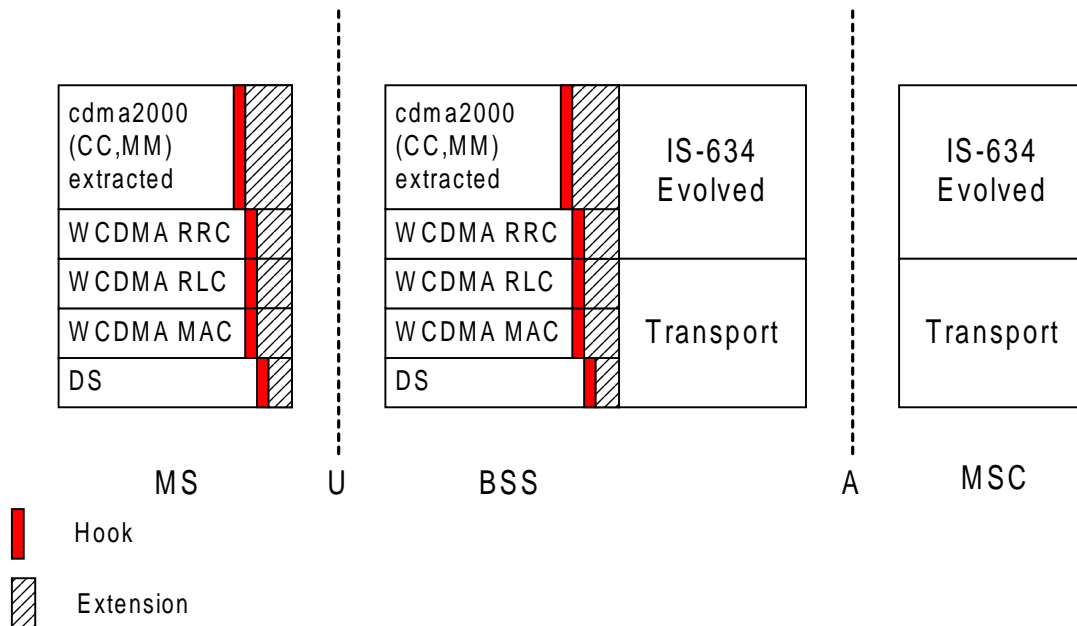 cdma2000
(CC,MM)
extracted
WCDMA RRC
WCDMA RLC
WCDMA MAC
DS
cdma2000
(CC,MM)
extracted
WCDMA RRC
WCDMA RLC
WCDMA MAC
DS
IS-634
Evolved
Transport
IS-634
Evolved
Transport
MS
U
BSS
A
MSC
Hook
Extension